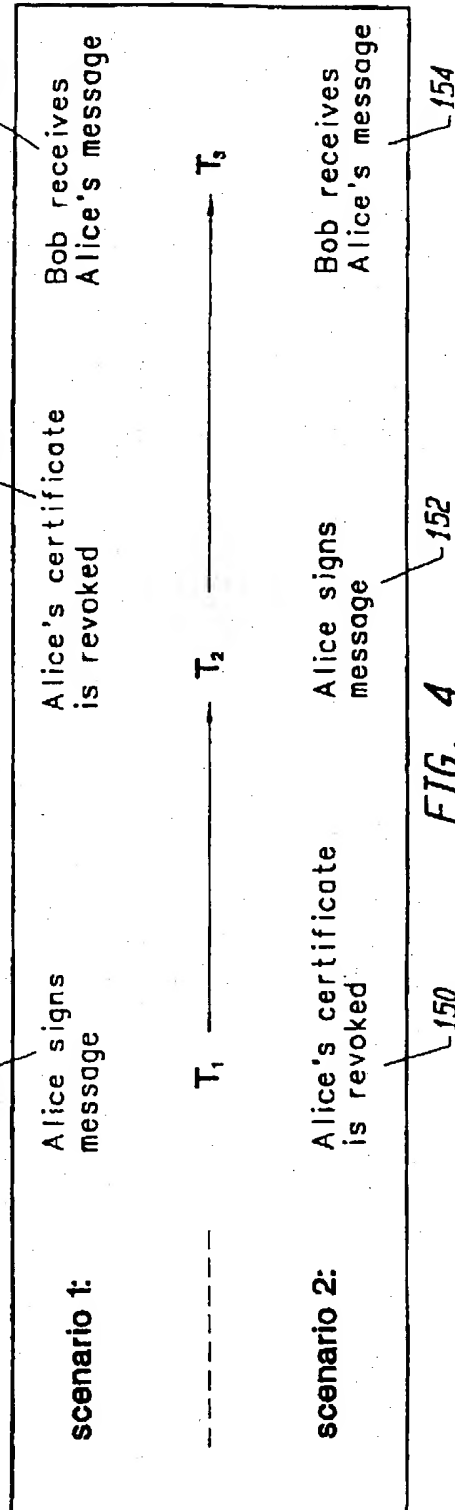 scenario 1:
Alice signs
message
Alice's certificate
is revoked
Bob receives
Alice's message
T₁
T₂
T₃
scenario 2:
Alice's certificate
is revoked
Alice signs
message
Bob receives
Alice's message
150
152
154
FIG. 4